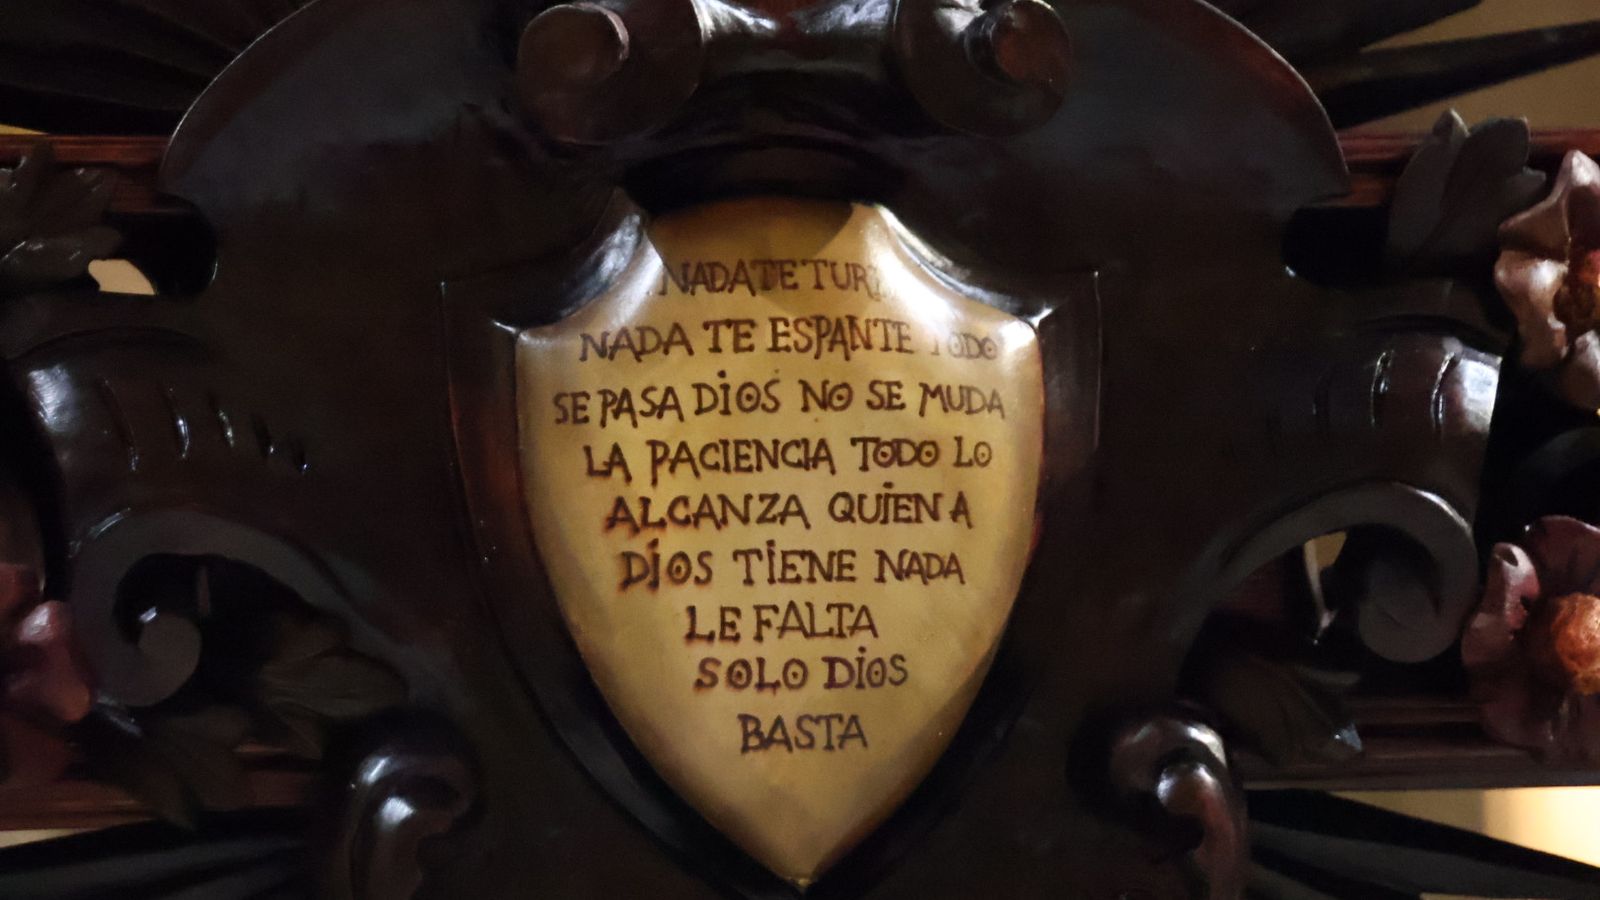 NADA TE
NADA TE ESPANTE TODO
SE PASA DIOS NO SE MUDA
LA PACIENCIA TODO LO
ALCANZA QUIEN A
DIOS TIENE NADA
LE FALTA
SOLO DIOS
BASTA